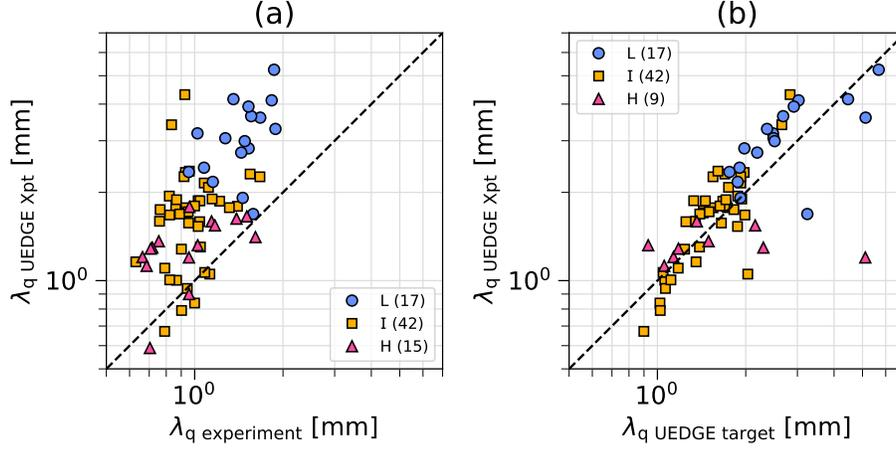 (a)
λq UEDGE Xpt [mm]
10⁰
L (17)
I (42)
H (15)
10⁰
λq experiment [mm]
(b)
L (17)
I (42)
H (9)
λq UEDGE Xpt [mm]
10⁰
10⁰
λq UEDGE target [mm]